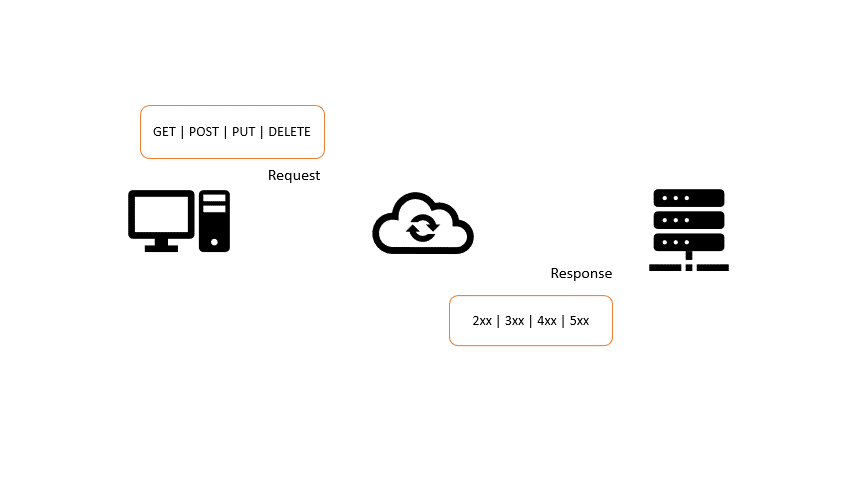 GET | POST | PUT | DELETE
Request
Response
2xx | 3xx | 4xx | 5xx